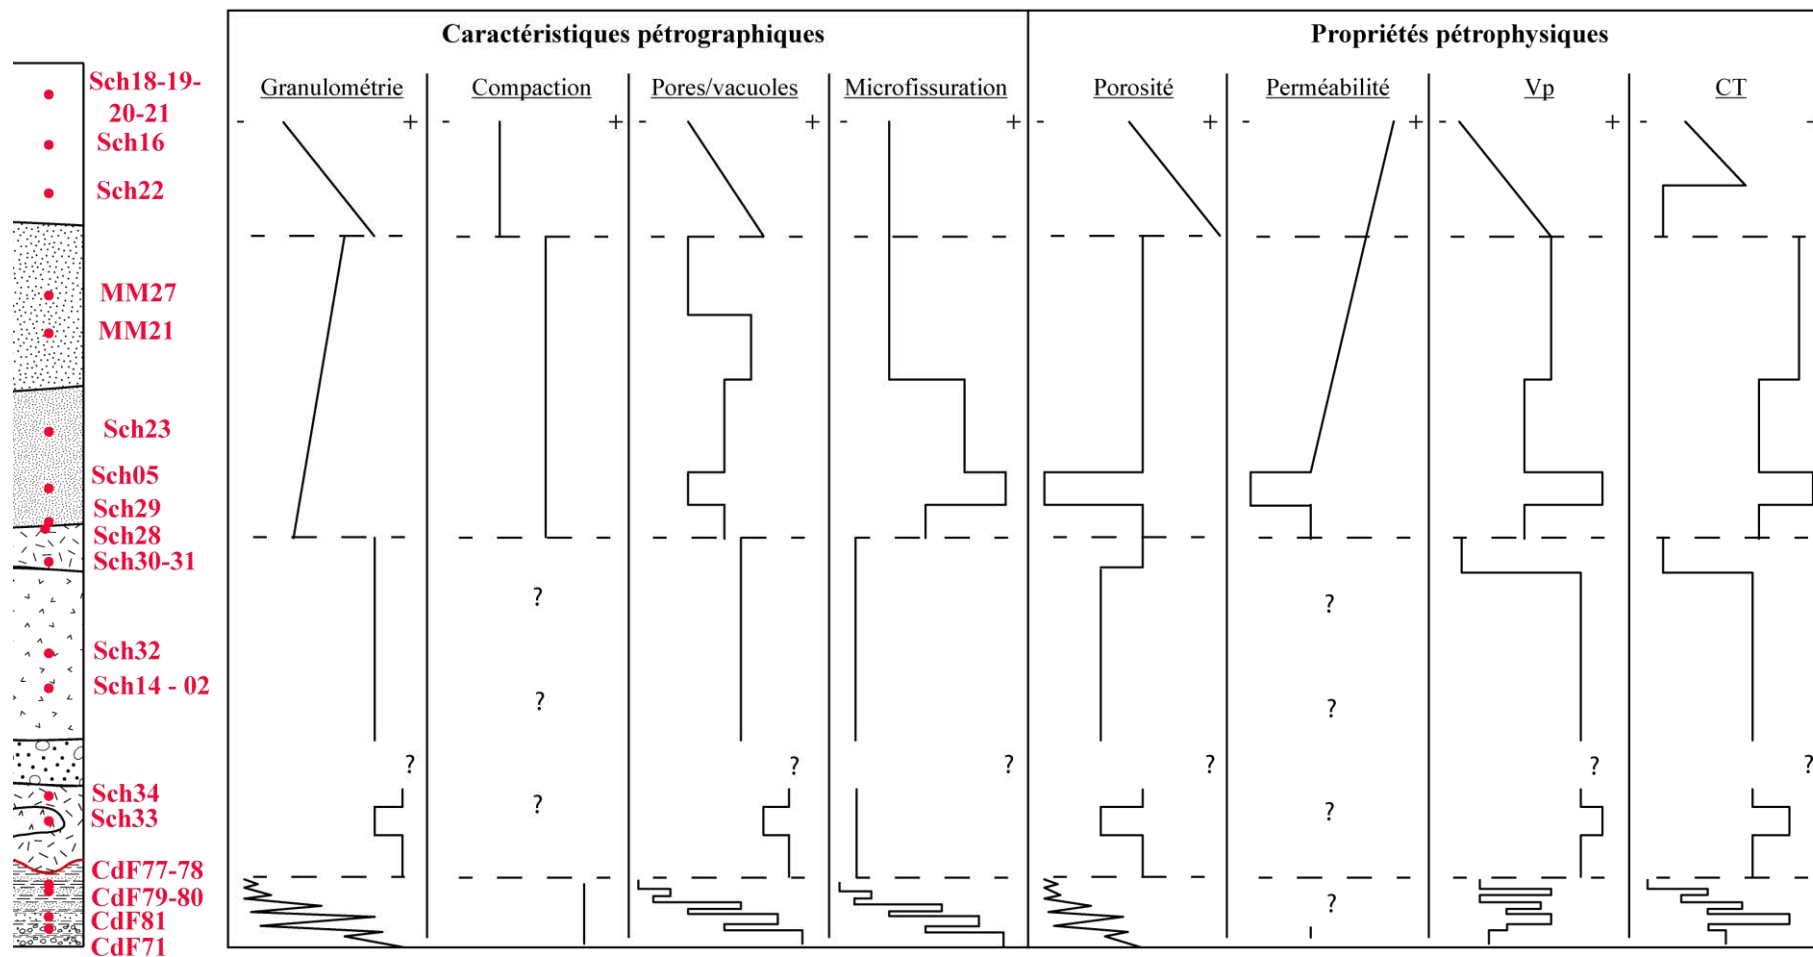 Caractéristiques pétrographiques
Propriétés pétrophysiques
Granulométrie
Compaction
Pores/vacuoles
Microfissuration
Porosité
Perméabilité
Vp
CT
- +
- +
- +
- +
- +
- +
- +
-
Sch18-19-
20-21
Sch16
Sch22
MM27
MM21
Sch23
Sch05
Sch29
Sch28
Sch30-31
? ?
Sch32
Sch14 - 02
? ?
? ? ? ? ? ?
Sch34
Sch33
? ?
CdF77-78
CdF79-80
?
CdF81
CdF71